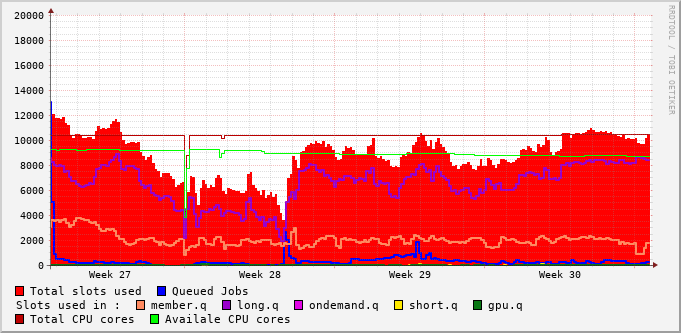 RRDTOOL / TOBI OETIKER
20000
18000
16000
14000
12000
10000
8000
6000
4000
2000
0
Week 27 Week 28 Week 29 Week 30
Total slots used Queued Jobs
Slots used in : member.q long.q ondemand.q short.q gpu.q
Total CPU cores Availale CPU cores